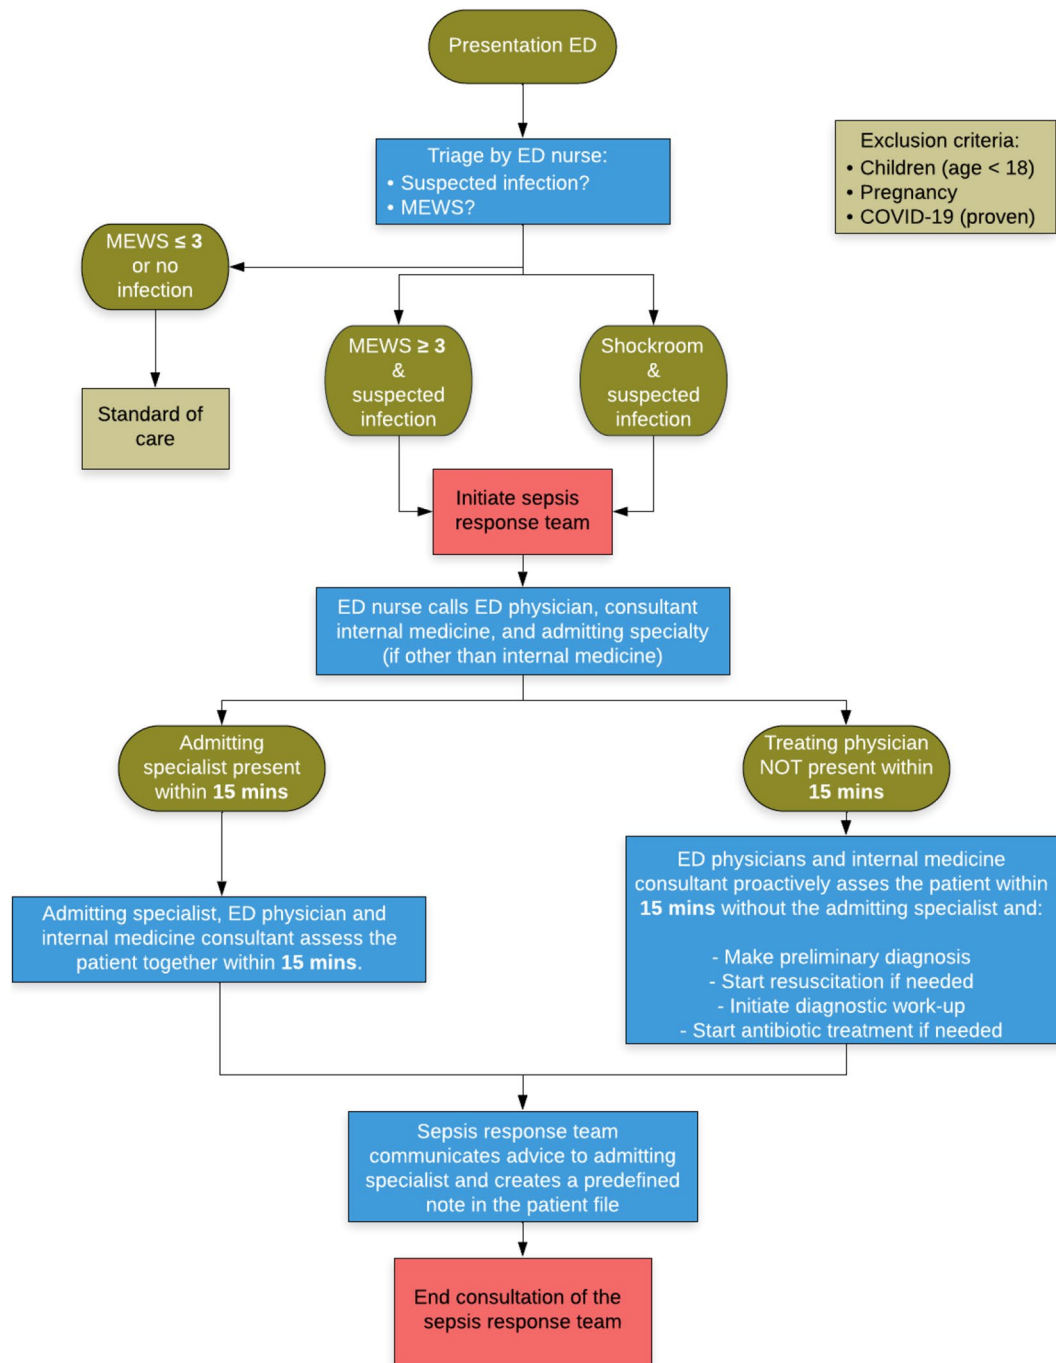 Presentation ED
Triage by ED nurse:
• Suspected infection?
• MEWS?
Exclusion criteria:
• Children (age < 18)
• Pregnancy
• COVID-19 (proven)
MEWS ≤ 3
or no
infection
MEWS ≥ 3
&
suspected
infection
Shockroom
&
suspected
infection
Standard of
care
Initiate sepsis
response team
ED nurse calls ED physician, consultant
internal medicine, and admitting specialty
(if other than internal medicine)
Admitting
specialist present
within 15 mins
Treating physician
NOT present within
15 mins
Admitting specialist, ED physician and
internal medicine consultant assess the
patient together within 15 mins.
ED physicians and internal medicine
consultant proactively asses the patient within
15 mins without the admitting specialist and:
- Make preliminary diagnosis
- Start resuscitation if needed
- Initiate diagnostic work-up
- Start antibiotic treatment if needed
Sepsis response team
communicates advice to admitting
specialist and creates a predefined
note in the patient file
End consultation of the
sepsis response team